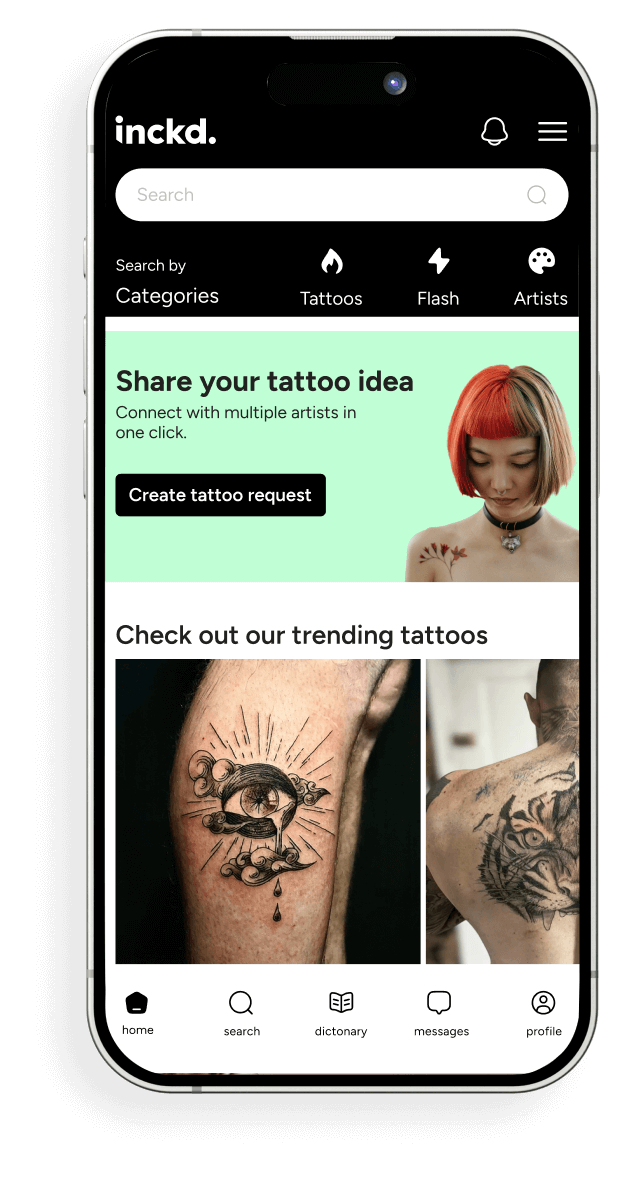 inckd.
Search
Search by
Categories
Tattoos
Flash
Artists
Share your tattoo idea
Connect with multiple artists in
one click.
Create tattoo request
Check out our trending tattoos
home
search
dictonary
messages
profile